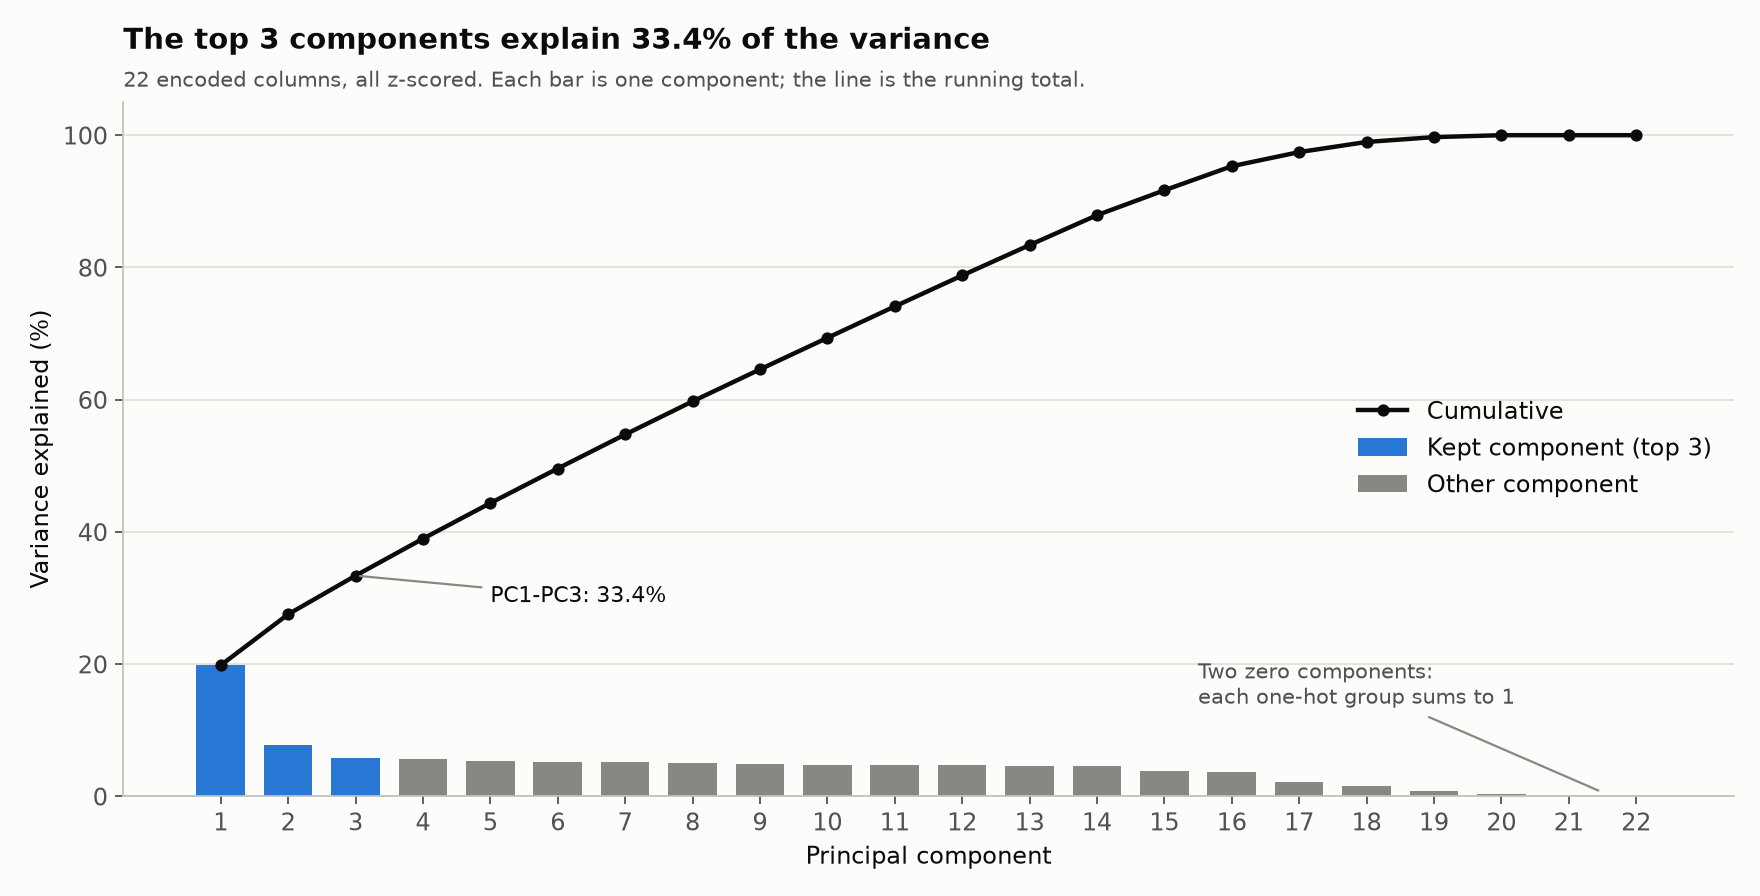 The top 3 components explain 33.4% of the variance
22 encoded columns, all z-scored. Each bar is one component; the line is the running total.
Variance explained (%)
100
80
60
40
20
0
Cumulative
Kept component (top 3)
Other component
PC1-PC3: 33.4%
Two zero components:
each one-hot group sums to 1
1 2 3 4 5 6 7 8 9 10 11 12 13 14 15 16 17 18 19 20 21 22
Principal component